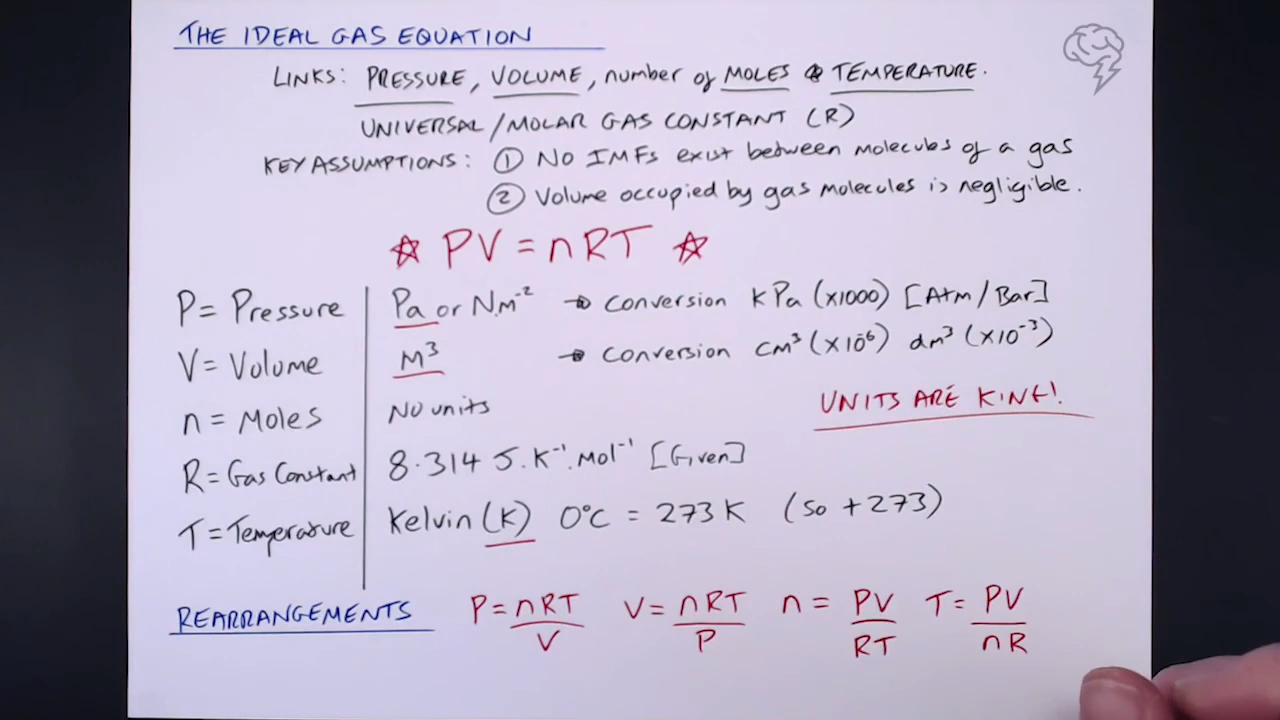 THE IDEAL GAS EQUATION
LINKS: PRESSURE, VOLUME, number of MOLES & TEMPERATURE.
UNIVERSAL/MOLAR GAS CONSTANT (R)
KEY ASSUMPTIONS: ① No IMFs exist between molecules of a gas
② Volume occupied by gas molecules is negligible.
☆ PV = nRT ☆
P = Pressure Pa or N.m⁻² → Conversion kPa (x1000) [Atm/Bar]
V = Volume M³ → Conversion cm³ (x10⁻⁶) dm³ (x10⁻³)
n = Moles No units
UNITS ARE KING!
R = Gas Constant 8.314 J.K⁻¹.Mol⁻¹ [Given]
T = Temperature Kelvin (K) 0°C = 273K (so +273)
REARRANGEMENTS P = nRT/V V = nRT/P n = PV/RT T = PV/nR